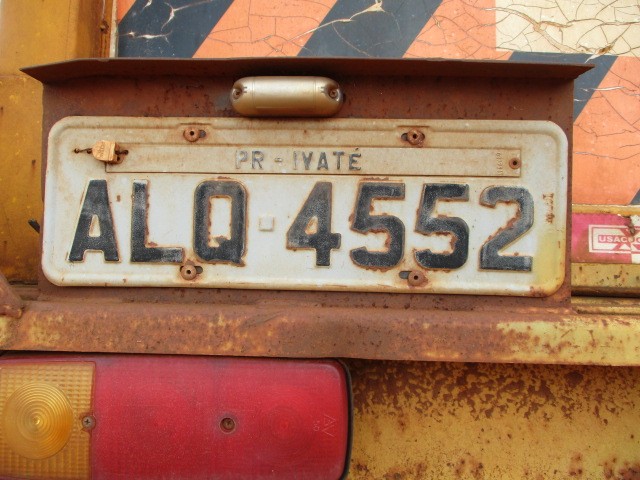 PR - IVATÉ
ALQ 4552